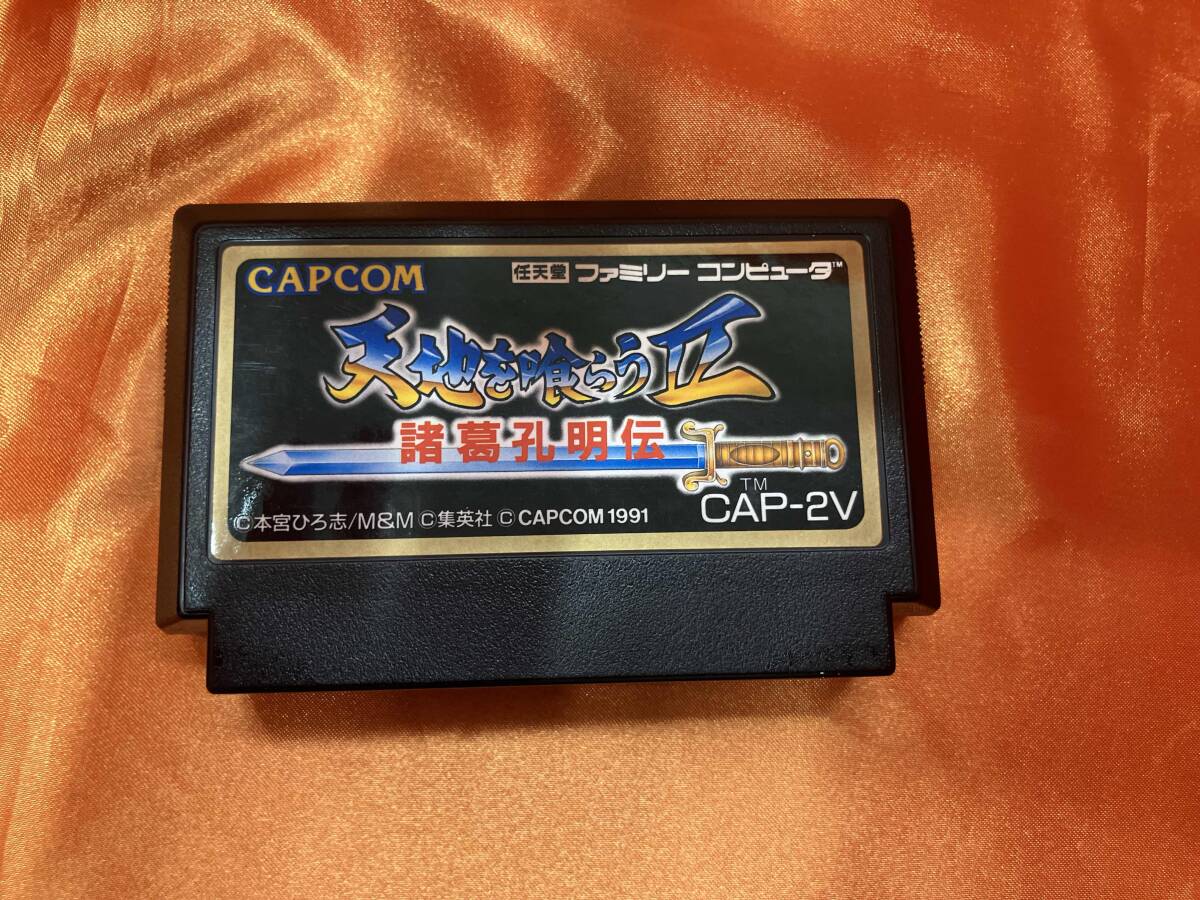 CAPCOM
任天堂 ファミリー コンピュータ™
天地を喰らうII
諸葛孔明伝
TM
CAP-2V
©本宮ひろ志/M&M ©集英社 © CAPCOM 1991